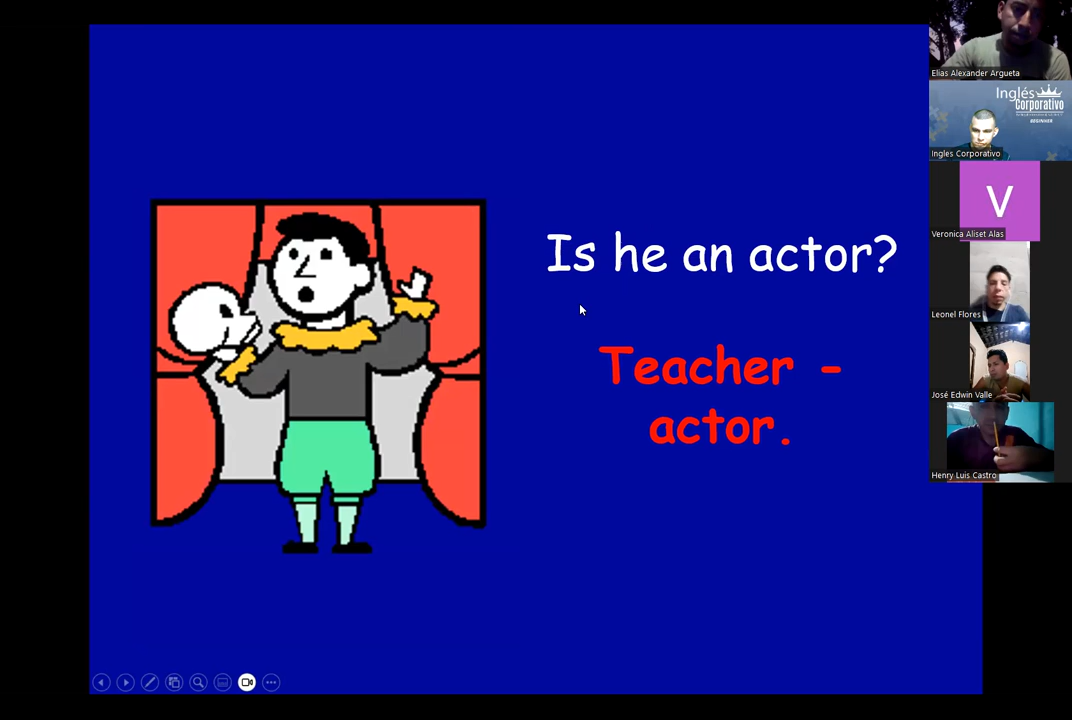 Is he an actor?
Teacher -
actor.
Elias Alexander Argueta
Inglés
Corporativo
BEGINNER
Ingles Corporativo
V
Veronica Aliset Alas
Leonel Flores
José Edwin Valle
Henry Luis Castro